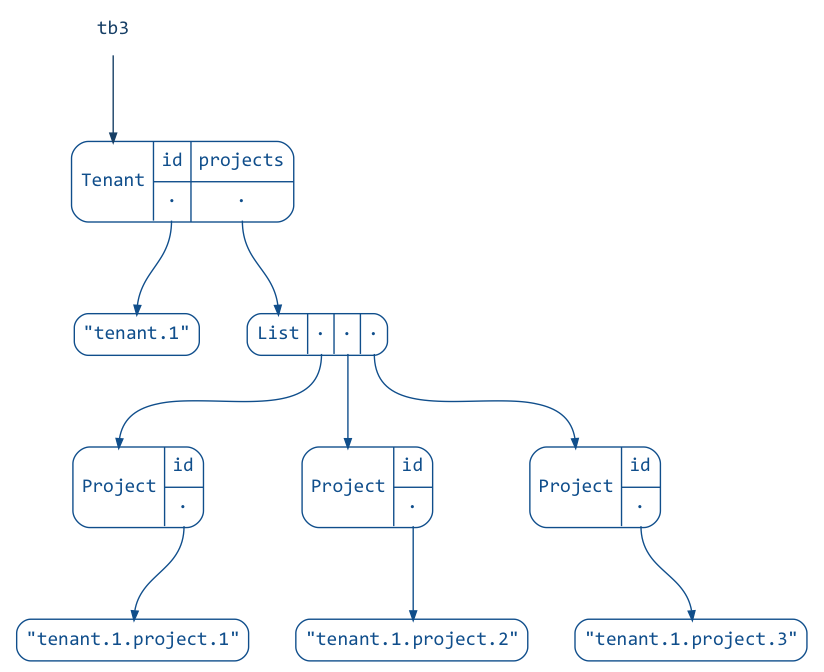 tb3
id projects
Tenant
. .
"tenant.1"
List . . .
id id id
Project Project Project
. . .
"tenant.1.project.1" "tenant.1.project.2" "tenant.1.project.3"